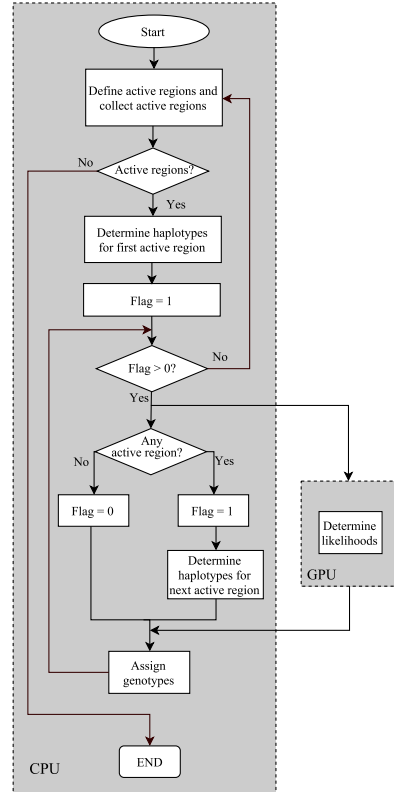 Start
Define active regions and
collect active regions
No
Active regions?
Yes
Determine haplotypes
for first active region
Flag = 1
Flag > 0?
No
Yes
Any
active region?
No
Yes
Flag = 0
Flag = 1
Determine
haplotypes for
next active region
Determine
likelihoods
GPU
Assign
genotypes
END
CPU